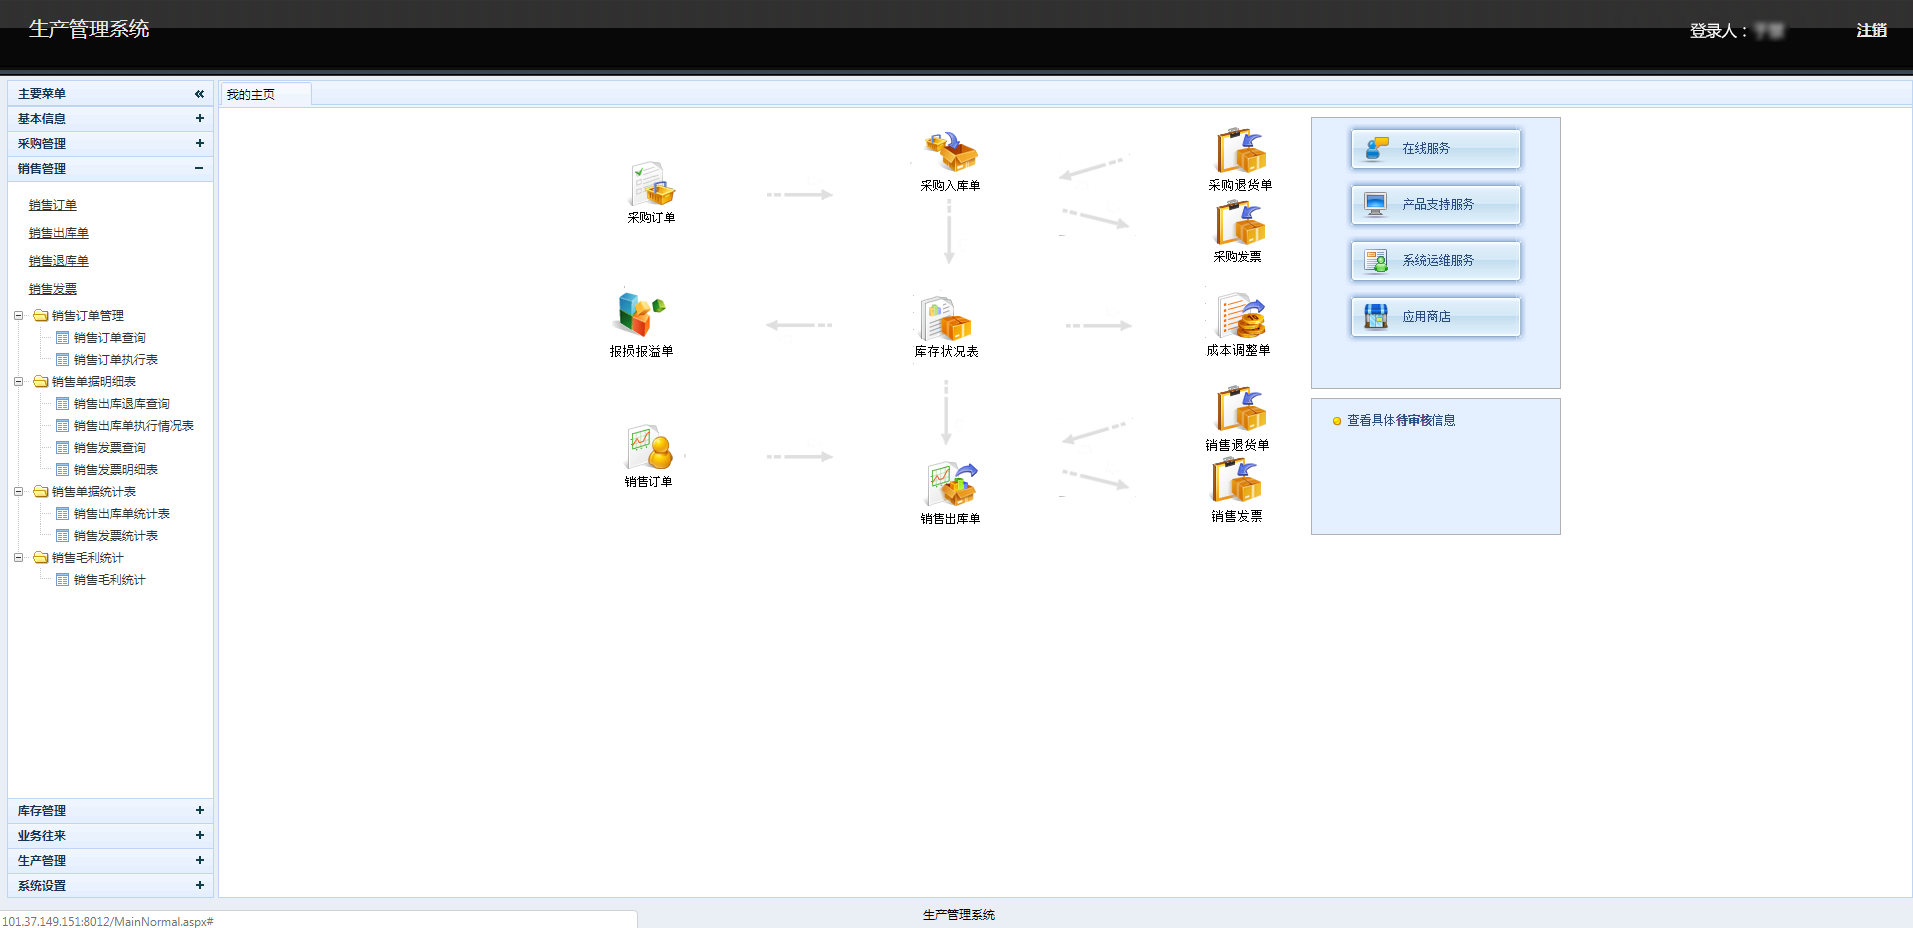 生产管理系统
登录人：
注销
主要菜单
基本信息
采购管理
销售管理
销售订单
销售出库单
销售退库单
销售发票
销售订单管理
销售订单查询
销售订单执行表
销售单据明细表
销售出库退库查询
销售出库单执行情况表
销售发票查询
销售发票明细表
销售单据统计表
销售出库单统计表
销售发票统计表
销售毛利统计
销售毛利统计
库存管理
业务往来
生产管理
系统设置
我的主页
采购订单
采购入库单
采购退货单
采购发票
报损报溢单
库存状况表
成本调整单
销售订单
销售出库单
销售退货单
销售发票
在线服务
产品支持服务
系统运维服务
应用商店
查看具体待审核信息
101.37.149.151:8012/MainNormal.aspx#
生产管理系统